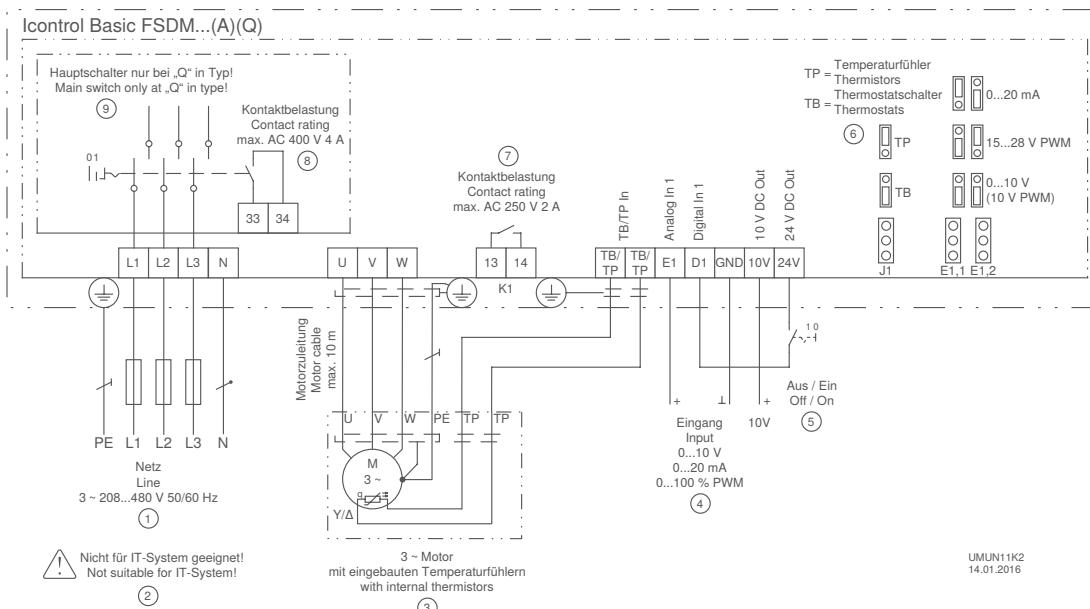 Icontrol Basic FSDM...(A)(Q)
Hauptschalter nur bei „Q“ in Typ!
Main switch only at „Q“ in type!
9
0 1
Kontaktbelastung
Contact rating
max. AC 400 V 4 A
8
33 34
7
Kontaktbelastung
Contact rating
max. AC 250 V 2 A
TB/TP In
Analog In 1
Digital In 1
10 V DC Out
24 V DC Out
TP = Temperaturfühler
Thermistors
TB = Thermostatschalter
Thermostats
6
TP
TB
J1
0...20 mA
15...28 V PWM
0...10 V
(10 V PWM)
E1,1 E1,2
L1 L2 L3 N
U V W
13 14
K1
TB/TP TB/TP E1 D1 GND 10V 24V
Motorzuleitung
Motor cable
max. 10 m
1 0
Aus / Ein
Off / On
5
PE L1 L2 L3 N
Netz
Line
3 ~ 208...480 V 50/60 Hz
1
U V W PE TP TP
M
3 ~
Y/Δ
+ ⊥ + 
Eingang
Input
0...10 V
0...20 mA
0...100 % PWM
4
10V
Nicht für IT-System geeignet!
Not suitable for IT-System!
2
3 ~ Motor
mit eingebauten Temperaturfühlern
with internal thermistors
3
UMUN11K2
14.01.2016